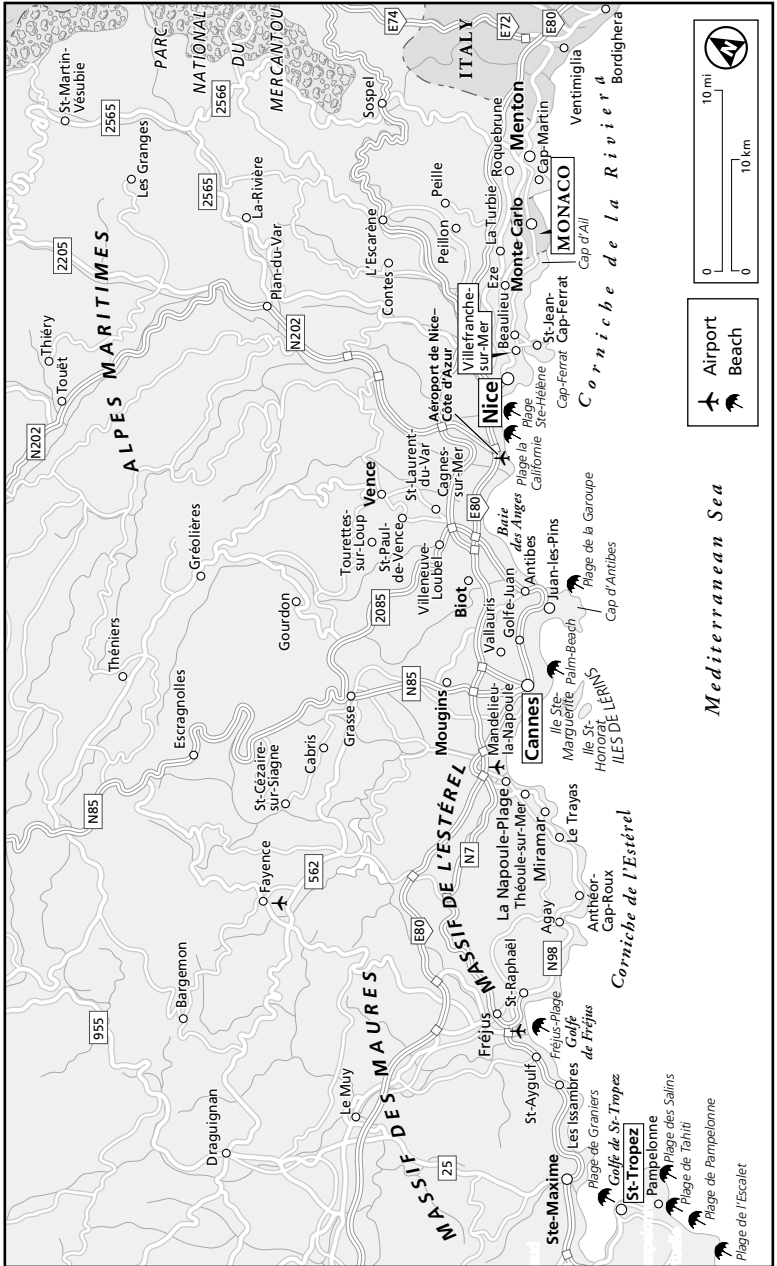 St-Martin-
Vésubie
PARC
NATIONAL
DU
MERCANTOUR
E74
E72
E80
ITALY
Bordighera
Ventimiglia
2565
2566
Les Granges
2565
La-Rivière
Sospel
2205
Plan-du-Var
L'Escarène
Contes
Peille
Peillon
La Turbie
Roquebrune
Menton
Cap-Martin
Eze
Monte-Carlo
MONACO
Cap d'Ail
Corniche de la Riviera
ALPES MARITIMES
Thiéry
Touët
N202
N202
Villefranche-
sur-Mer
Beaulieu
St-Jean-
Cap-Ferrat
Cap-Ferrat
Nice
Aéroport de Nice–
Côte d'Azur
Plage
Ste-Hélène
Plage la
Californie
Vence
St-Laurent-
du-Var
Cagnes-
sur-Mer
Tourettes-
sur-Loup
St-Paul-
de-Vence
Villeneuve-
Loubet
E80
Baie
des Anges
Gréolières
Gourdon
2085
Biot
Antibes
Juan-les-Pins
Plage de la Garoupe
Cap d'Antibes
Golfe-Juan
Vallauris
Théniers
Escragnolles
Grasse
N85
Mougins
Cannes
Palm-Beach
Ile Ste-
Marguerite
Ile St-
Honorat
ILES DE LÉRINS
Mandelieu-
la-Napoule
Cabris
St-Cézaire-
sur-Siagne
N85
Fayence
562
MASSIF DE L'ESTÉREL
N7
La Napoule-Plage
Théoule-sur-Mer
Miramar
Le Trayas
Anthéor-
Cap-Roux
Agay
Corniche de l'Estérel
N98
E80
St-Raphaël
Fréjus
Fréjus-Plage
Golfe
de Fréjus
St-Aygulf
Les Issambres
Bargemon
955
Draguignan
Le Muy
MASSIF DES MAURES
25
Ste-Maxime
Plage de Graniers
Golfe de St-Tropez
St-Tropez
Pampelonne
Plage des Salins
Plage de Tahiti
Plage de Pampelonne
Plage de l'Escalet
Mediterranean Sea
Airport
Beach
N
0 10 mi
0 10 km